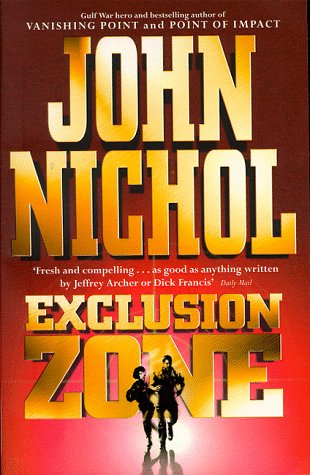 Gulf War hero and bestselling author of
VANISHING POINT and POINT OF IMPACT
JOHN
NICHOL
‘Fresh and compelling . . . as good as anything written
by Jeffrey Archer or Dick Francis’ Daily Mail
EXCLUSION
ZONE